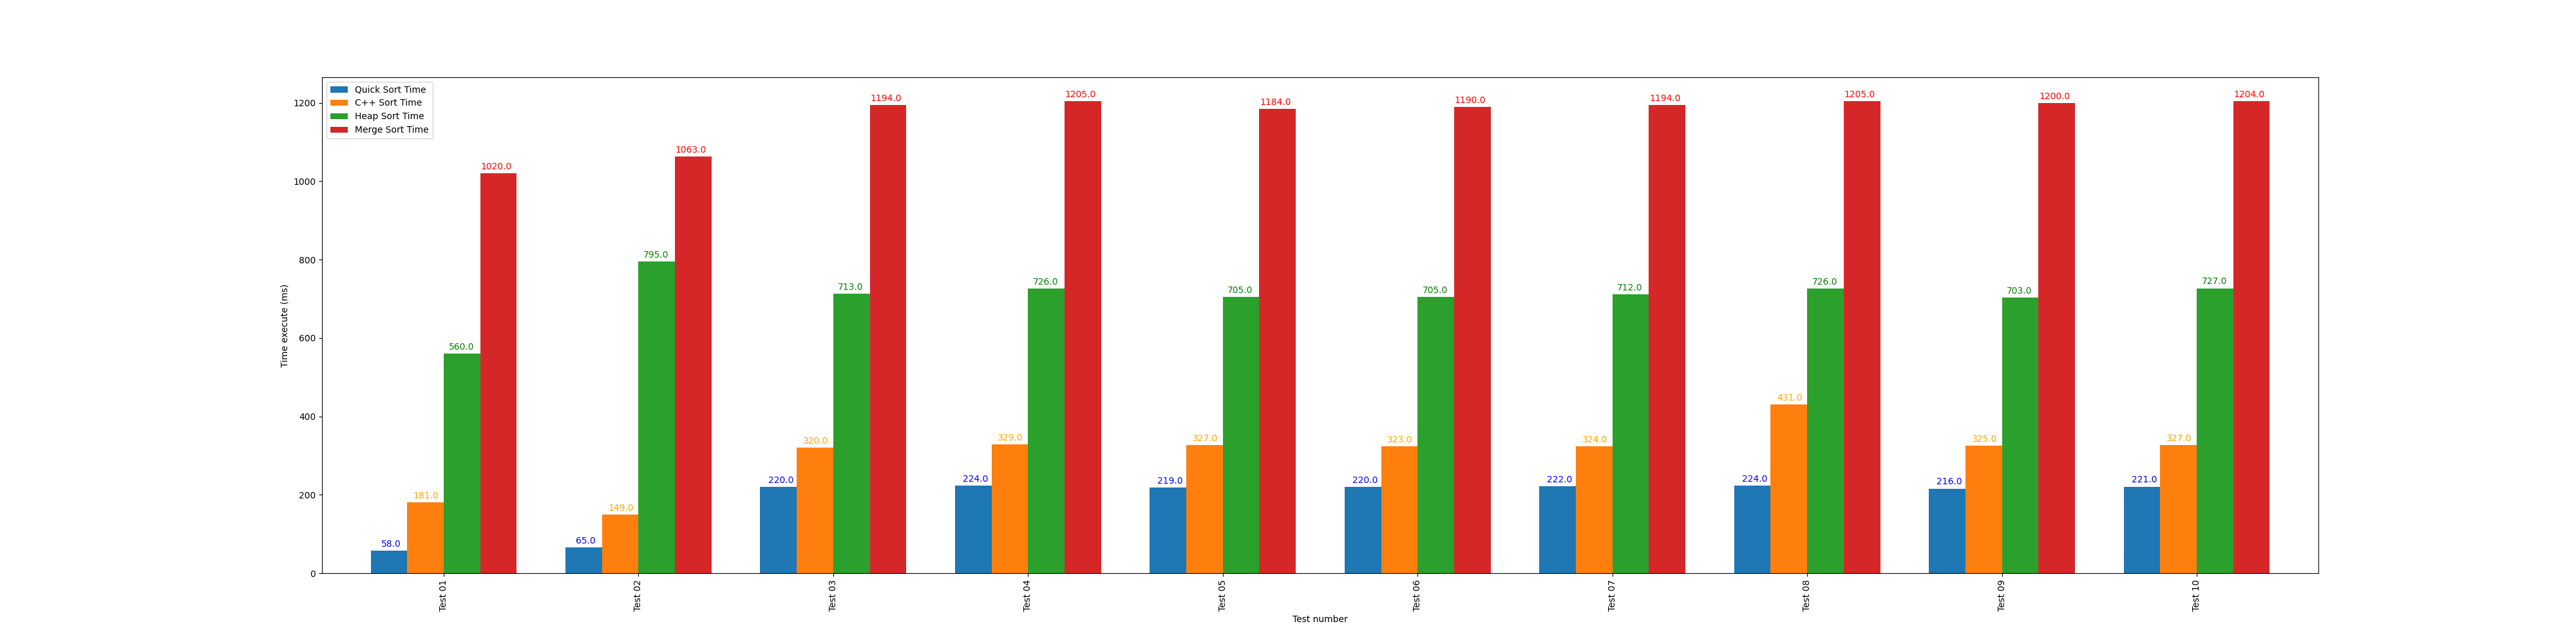 Quick Sort Time
C++ Sort Time
Heap Sort Time
Merge Sort Time
Time execute (ms)
1200
1000
800
600
400
200
0
58.0 181.0 560.0 1020.0
65.0 149.0 795.0 1063.0
220.0 320.0 713.0 1194.0
224.0 329.0 726.0 1205.0
219.0 327.0 705.0 1184.0
220.0 323.0 705.0 1190.0
222.0 324.0 712.0 1194.0
224.0 431.0 726.0 1205.0
216.0 325.0 703.0 1200.0
221.0 327.0 727.0 1204.0
Test 01
Test 02
Test 03
Test 04
Test 05
Test 06
Test 07
Test 08
Test 09
Test 10
Test number